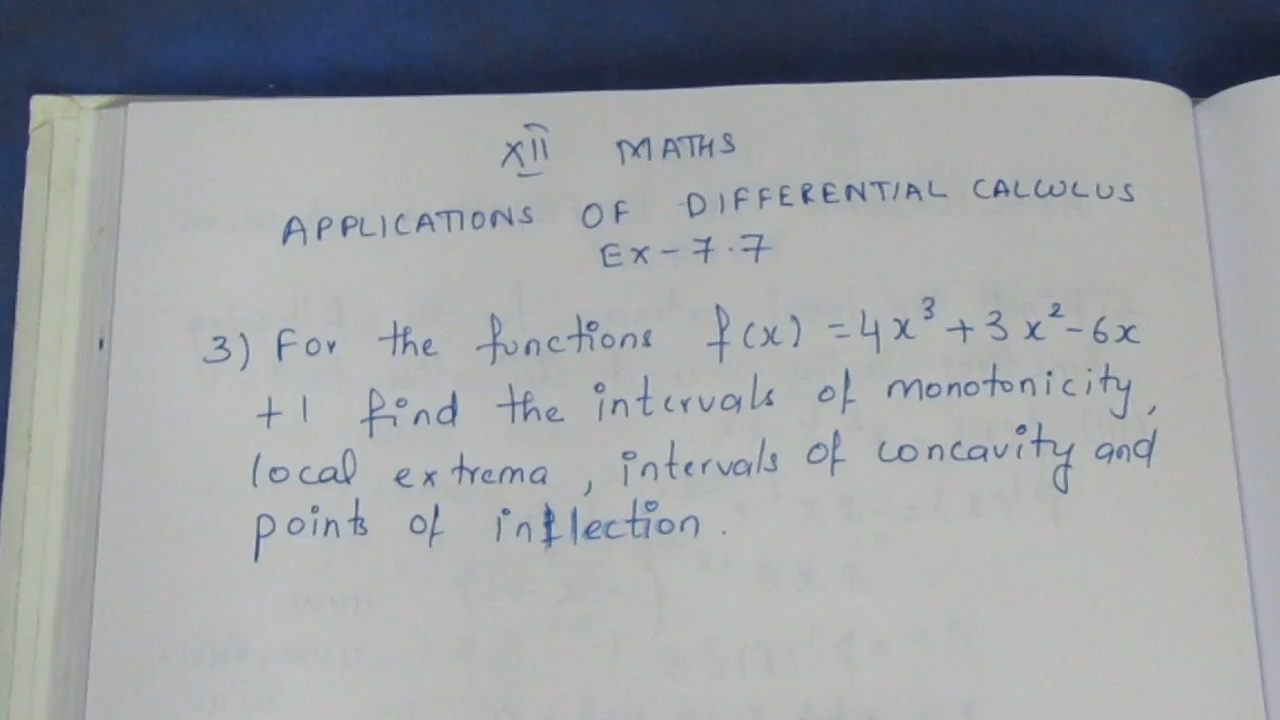 XII MATHS
APPLICATIONS OF DIFFERENTIAL CALCULUS
Ex-7.7
3) For the functions f(x) = 4x³ + 3x² - 6x
+1 find the intervals of monotonicity,
local extrema, intervals of concavity and
points of inflection.